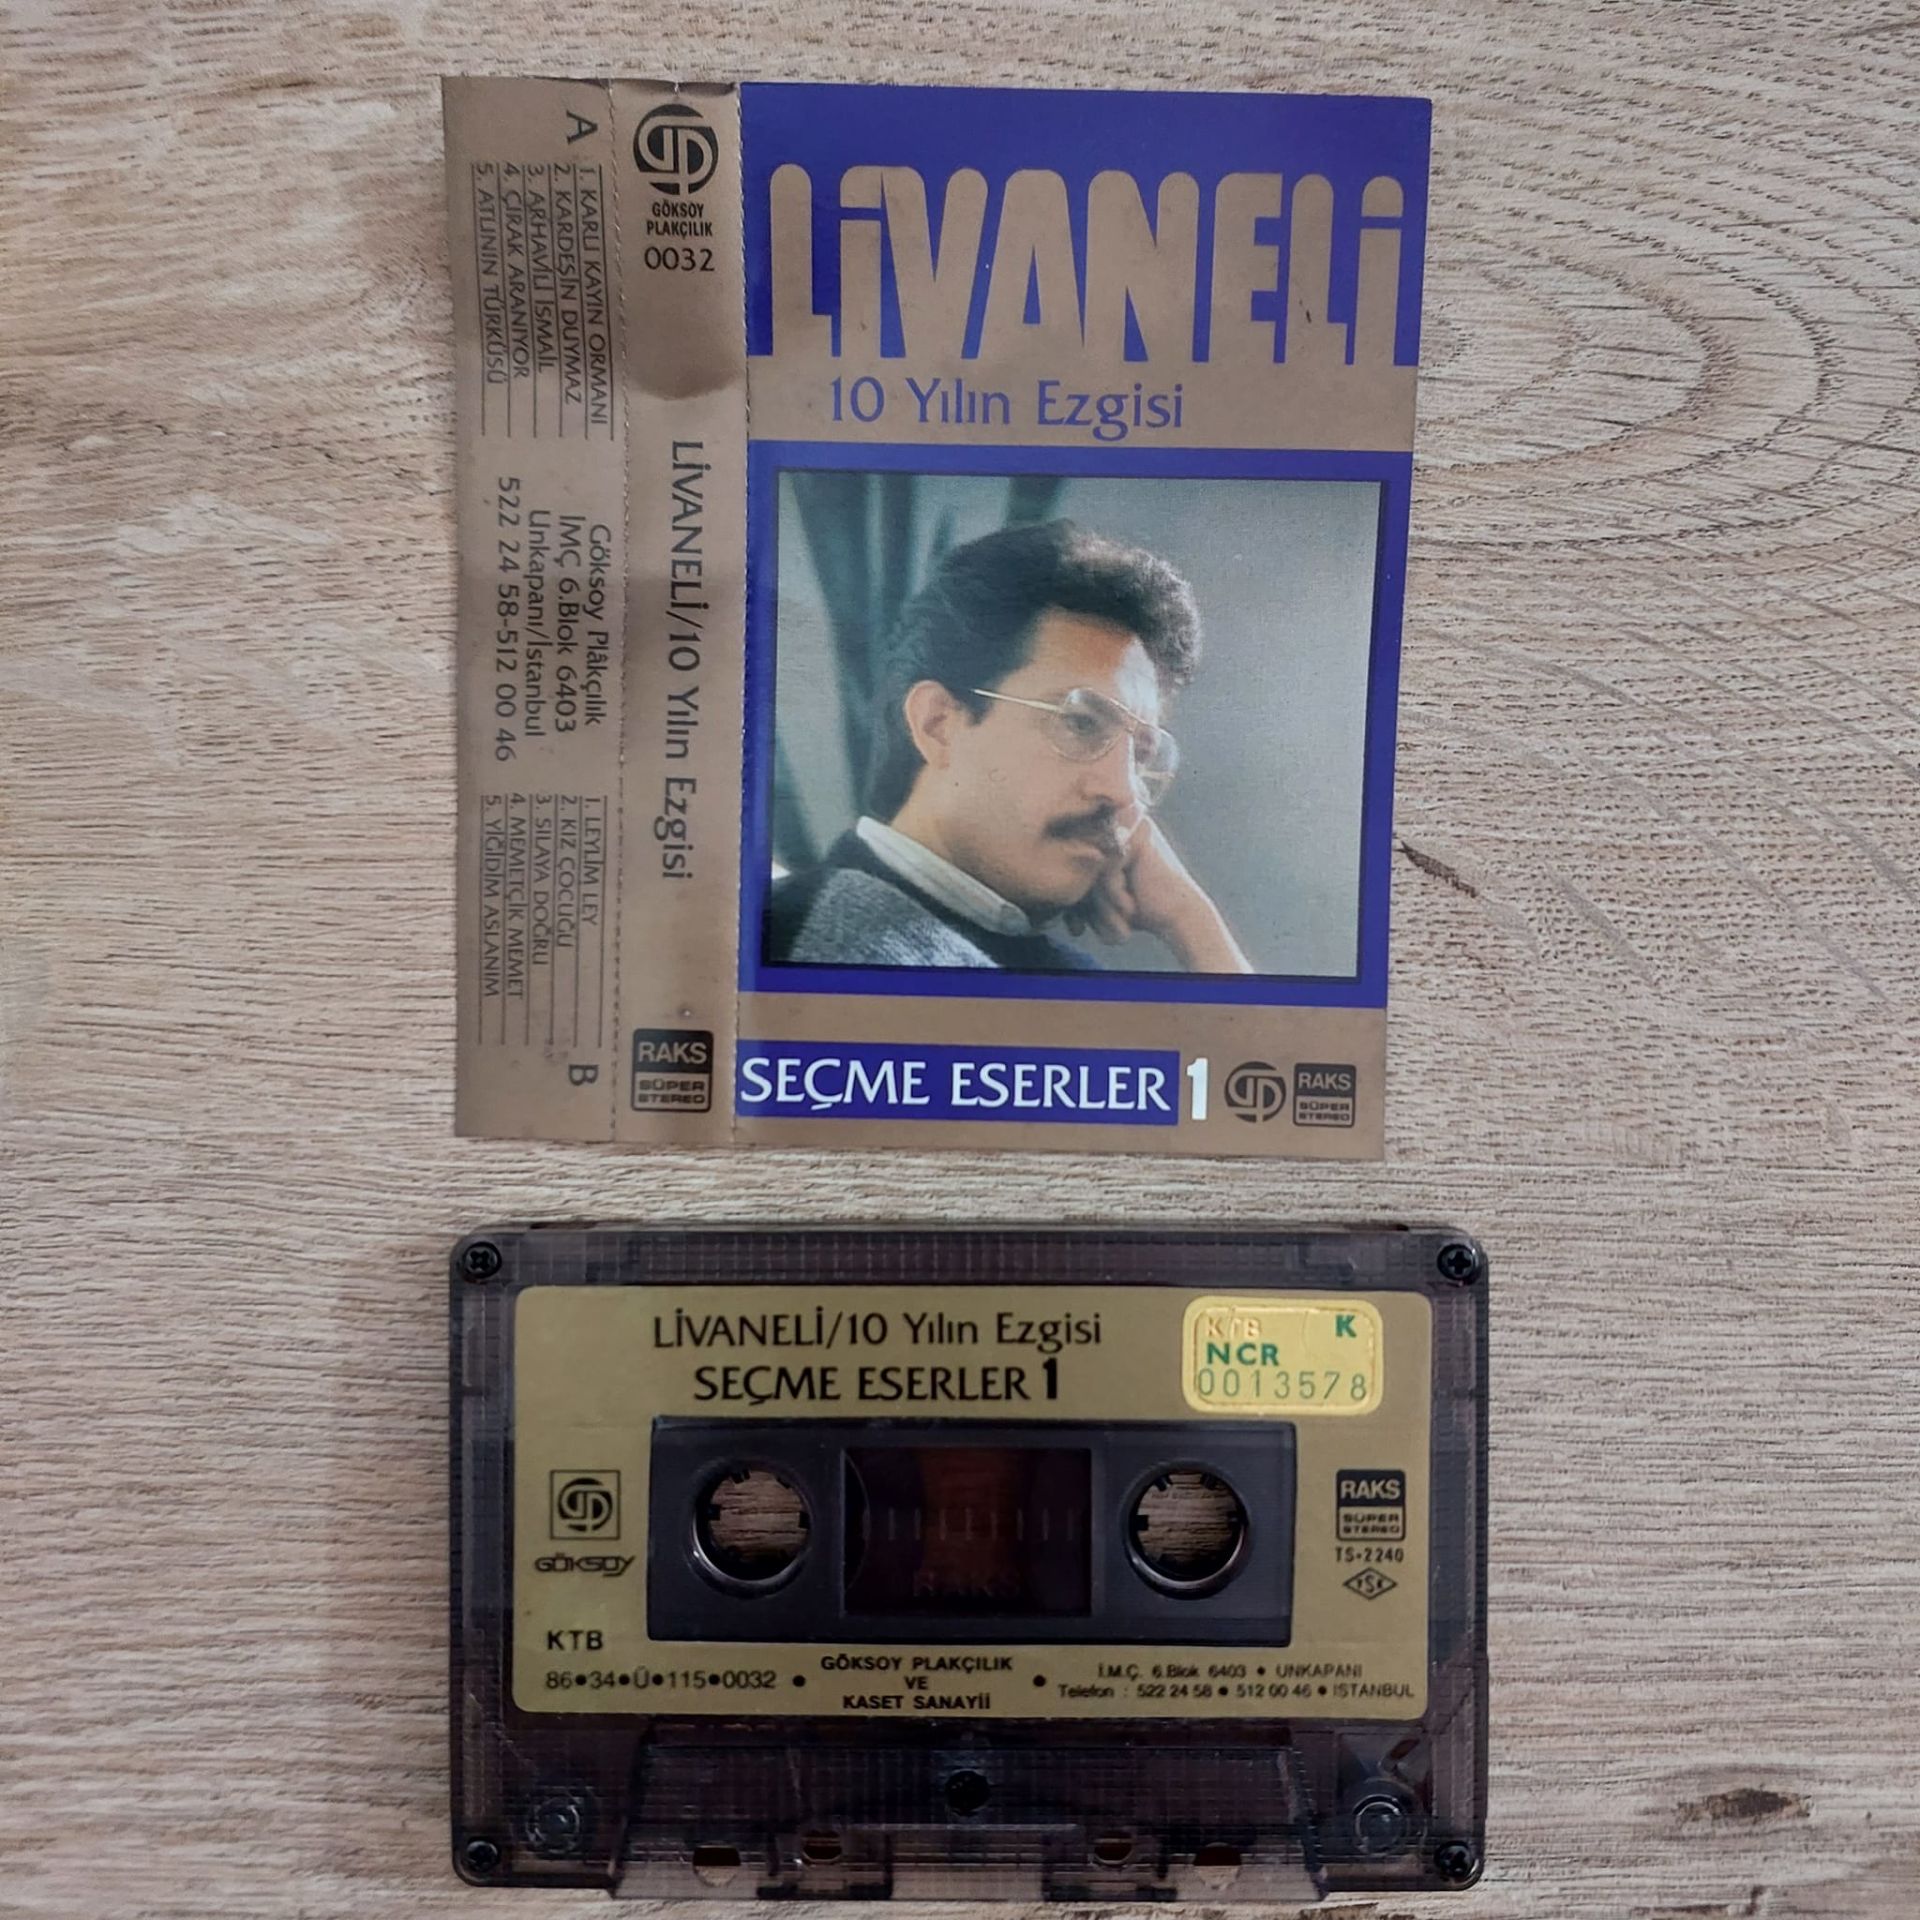 A
1. KARLI KAYIN ORMANI
2. KARDEŞİN DUYMAZ
3. ARHAVİLİ İSMAİL
4. ÇIRAK ARANIYOR
5. ATLININ TÜRKÜSÜ
Göksoy Plâkçılık
İMÇ 6.Blok 6403
Unkapanı/İstanbul
522 24 58-512 00 46
1. LEYLİM LEY
2. KIZ ÇOCUĞU
3. SILAYA DOĞRU
4. MEMETÇİK MEMET
5. YİĞİDİM ASLANIM
B
GÖKSOY
PLAKÇILIK
0032
LİVANELİ/10 Yılın Ezgisi
RAKS
SÜPER
STEREO
LİVANELİ
10 Yılın Ezgisi
SEÇME ESERLER 1
RAKS
SÜPER
STEREO
LİVANELİ/10 Yılın Ezgisi
SEÇME ESERLER 1
KTB K
NCR
0013578
GÖKSOY
RAKS
RAKS
SÜPER
STEREO
TS-2240
TSE
KTB
86•34•Ü•115•0032 •
GÖKSOY PLAKÇILIK
VE
KASET SANAYİİ
• İ.M.Ç. 6.Blok 6403 • UNKAPANI
Telefon : 522 24 58 • 512 00 46 • İSTANBUL